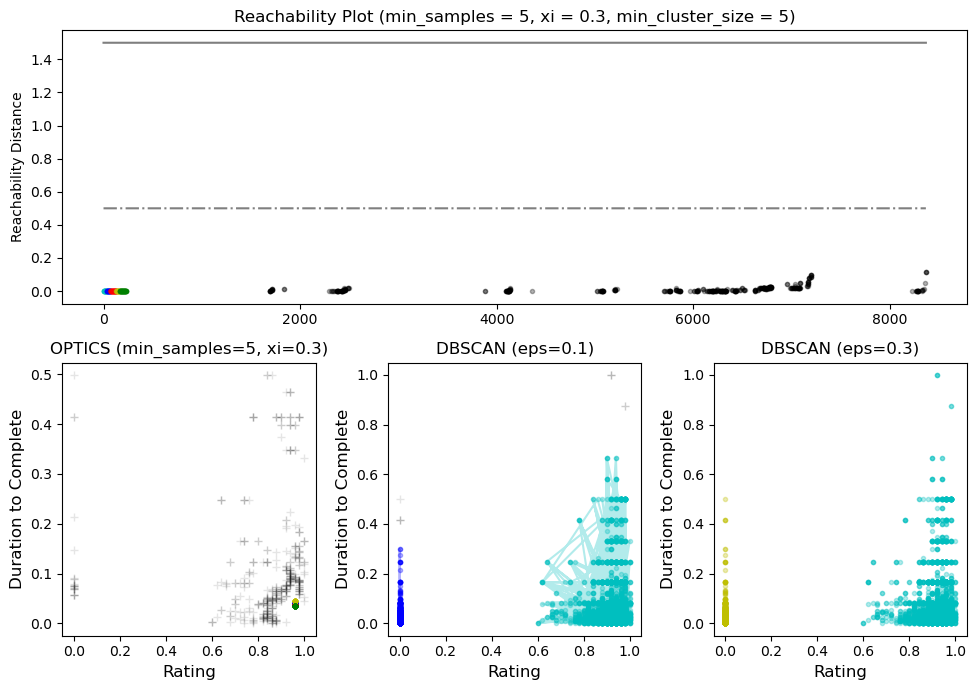 Reachability Plot (min_samples = 5, xi = 0.3, min_cluster_size = 5)
Reachability Distance
1.4
1.2
1.0
0.8
0.6
0.4
0.2
0.0
0 2000 4000 6000 8000
OPTICS (min_samples=5, xi=0.3)
Duration to Complete
0.5
0.4
0.3
0.2
0.1
0.0
0.0 0.2 0.4 0.6 0.8 1.0
Rating
DBSCAN (eps=0.1)
Duration to Complete
1.0
0.8
0.6
0.4
0.2
0.0
0.0 0.2 0.4 0.6 0.8 1.0
Rating
DBSCAN (eps=0.3)
Duration to Complete
1.0
0.8
0.6
0.4
0.2
0.0
0.0 0.2 0.4 0.6 0.8 1.0
Rating